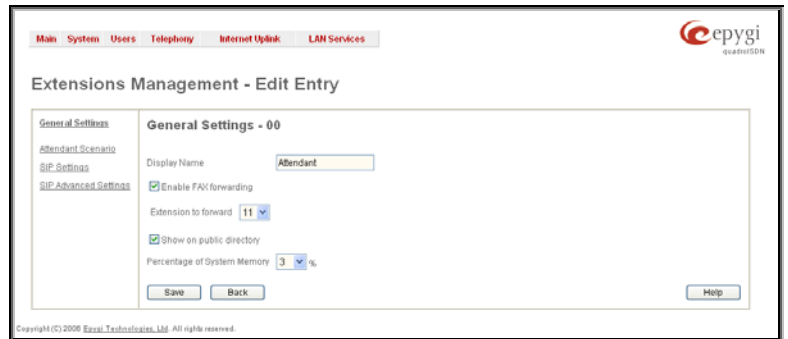 Main System Users Telephony Internet Uplink LAN Services
epygi
quadroISDN
Extensions Management - Edit Entry
General Settings
Attendant Scenario
SIP Settings
SIP Advanced Settings
General Settings - 00
Display Name Attendant
Enable FAX forwarding
Extension to forward 11
Show on public directory
Percentage of System Memory 3 %
Save Back Help
Copyright (C) 2006 Epygi Technologies, Ltd. All rights reserved.